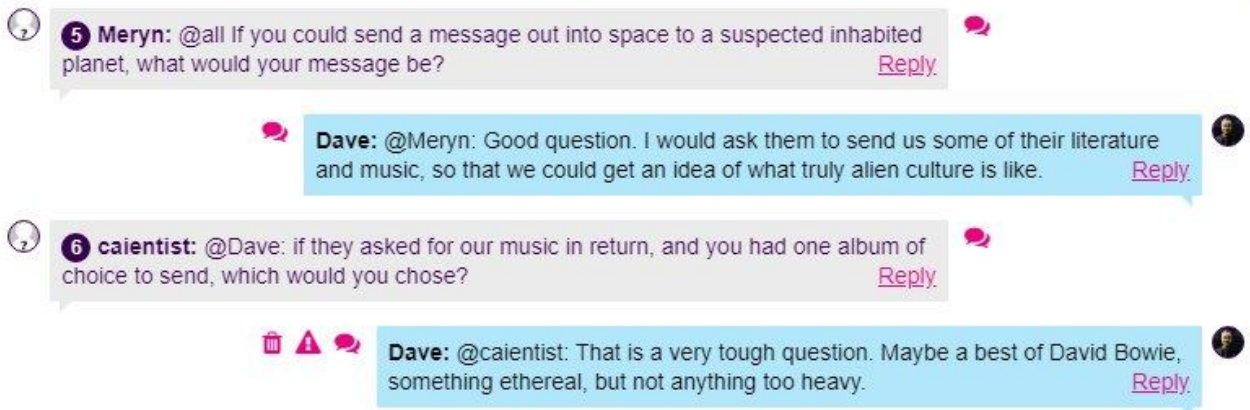 5 Meryn: @all If you could send a message out into space to a suspected inhabited
planet, what would your message be? Reply
Dave: @Meryn: Good question. I would ask them to send us some of their literature
and music, so that we could get an idea of what truly alien culture is like. Reply
6 caientist: @Dave: if they asked for our music in return, and you had one album of
choice to send, which would you chose? Reply
Dave: @caientist: That is a very tough question. Maybe a best of David Bowie,
something ethereal, but not anything too heavy. Reply